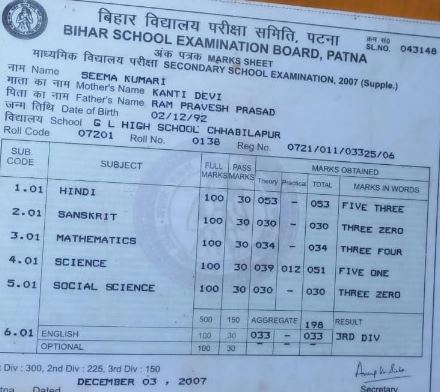 बिहार विद्यालय परीक्षा समिति, पटना
BIHAR SCHOOL EXAMINATION BOARD, PATNA
क्रम सं०
SL.NO. 043148
अंक पत्रक MARKS SHEET
माध्यमिक विद्यालय परीक्षा SECONDARY SCHOOL EXAMINATION, 2007 (Supple.)
नाम Name SEEMA KUMARI
माता का नाम Mother's Name KANTI DEVI
पिता का नाम Father's Name RAM PRAVESH PRASAD
जन्म तिथि Date of Birth 02/12/92
विद्यालय School G L HIGH SCHOOL CHHABILAPUR
Roll Code 07201 Roll No. 0138 Reg No. 0721/011/03325/06
SUB. CODE SUBJECT FULL MARKS PASS MARKS MARKS OBTAINED
Theory Practical TOTAL MARKS IN WORDS
1.01 HINDI 100 30 053 - 053 FIVE THREE
2.01 SANSKRIT 100 30 030 - 030 THREE ZERO
3.01 MATHEMATICS 100 30 034 - 034 THREE FOUR
4.01 SCIENCE 100 30 039 012 051 FIVE ONE
5.01 SOCIAL SCIENCE 100 30 030 - 030 THREE ZERO
500 150 AGGREGATE 198 RESULT
6.01 ENGLISH 100 30 033 - 033 3RD DIV
OPTIONAL 100 30 - - -
Div : 300, 2nd Div : 225, 3rd Div : 150
Dated DECEMBER 03 , 2007
Secretary